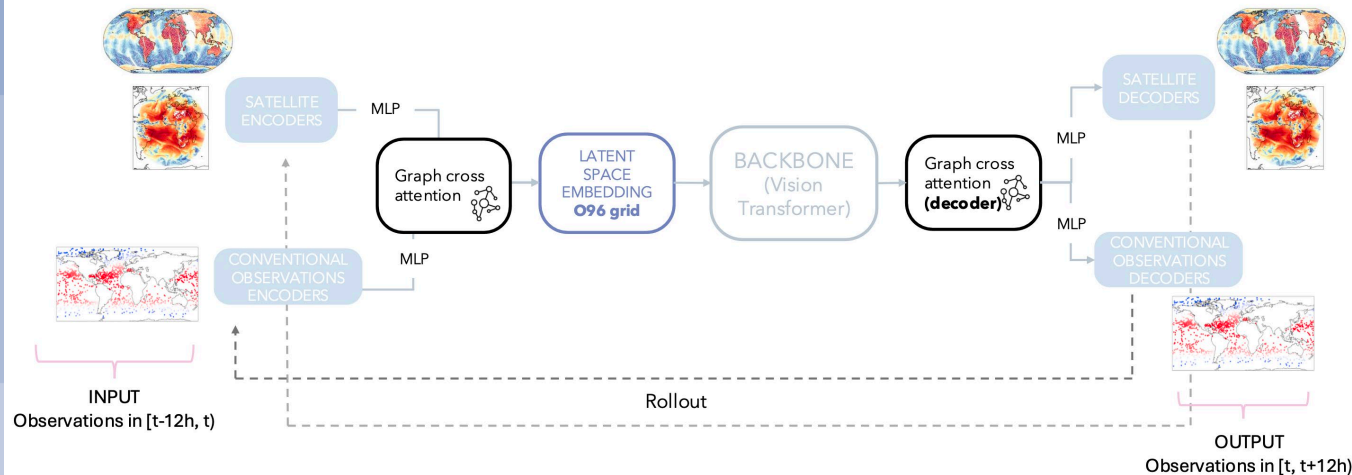 SATELLITE
ENCODERS
MLP
Graph cross
attention
CONVENTIONAL
OBSERVATIONS
ENCODERS
MLP
LATENT
SPACE
EMBEDDING
O96 grid
BACKBONE
(Vision
Transformer)
Graph cross
attention
(decoder)
MLP
SATELLITE
DECODERS
MLP
CONVENTIONAL
OBSERVATIONS
DECODERS
Rollout
INPUT
Observations in [t-12h, t)
OUTPUT
Observations in [t, t+12h)